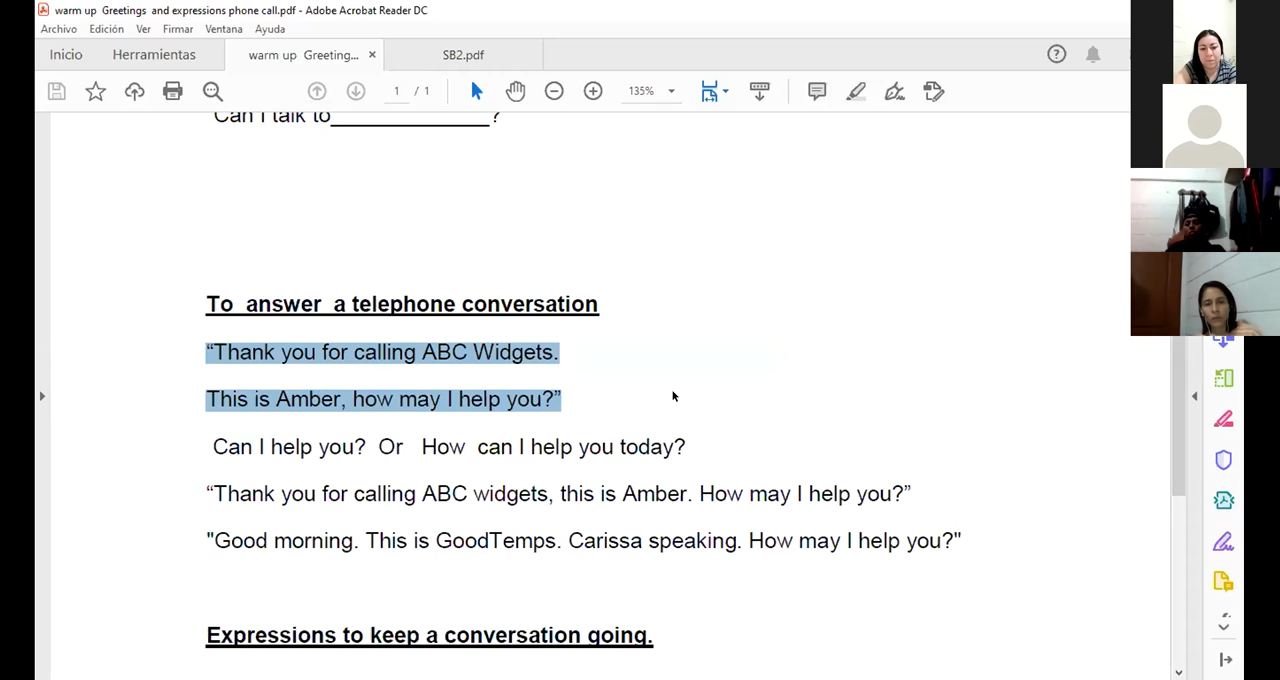 warm up Greetings and expressions phone call.pdf - Adobe Acrobat Reader DC
Archivo Edición Ver Firmar Ventana Ayuda
Inicio Herramientas warm up Greeting... × SB2.pdf
1 / 1 135%
Can I talk to______________?
To answer a telephone conversation
“Thank you for calling ABC Widgets.
This is Amber, how may I help you?”
Can I help you? Or How can I help you today?
“Thank you for calling ABC widgets, this is Amber. How may I help you?”
"Good morning. This is GoodTemps. Carissa speaking. How may I help you?"
Expressions to keep a conversation going.